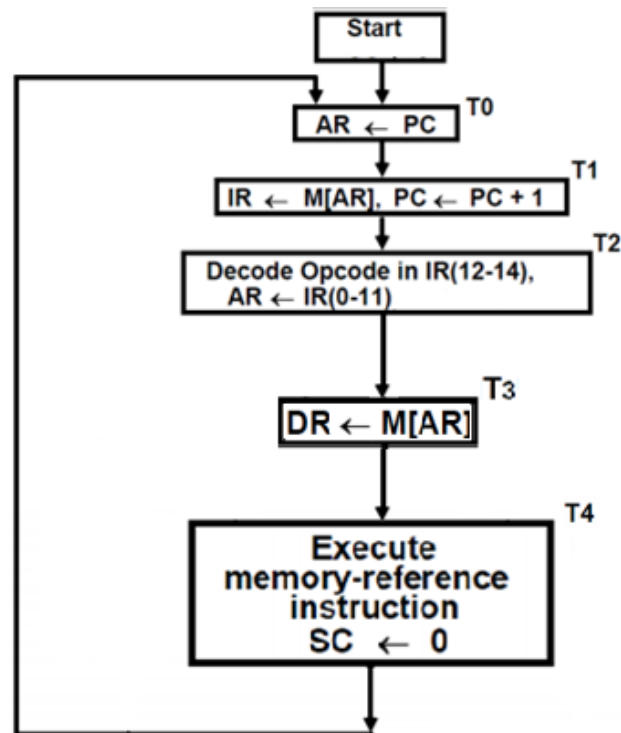 Start
T0
AR ← PC
T1
IR ← M[AR], PC ← PC + 1
T2
Decode Opcode in IR(12-14),
AR ← IR(0-11)
T3
DR ← M[AR]
T4
Execute
memory-reference
instruction
SC ← 0